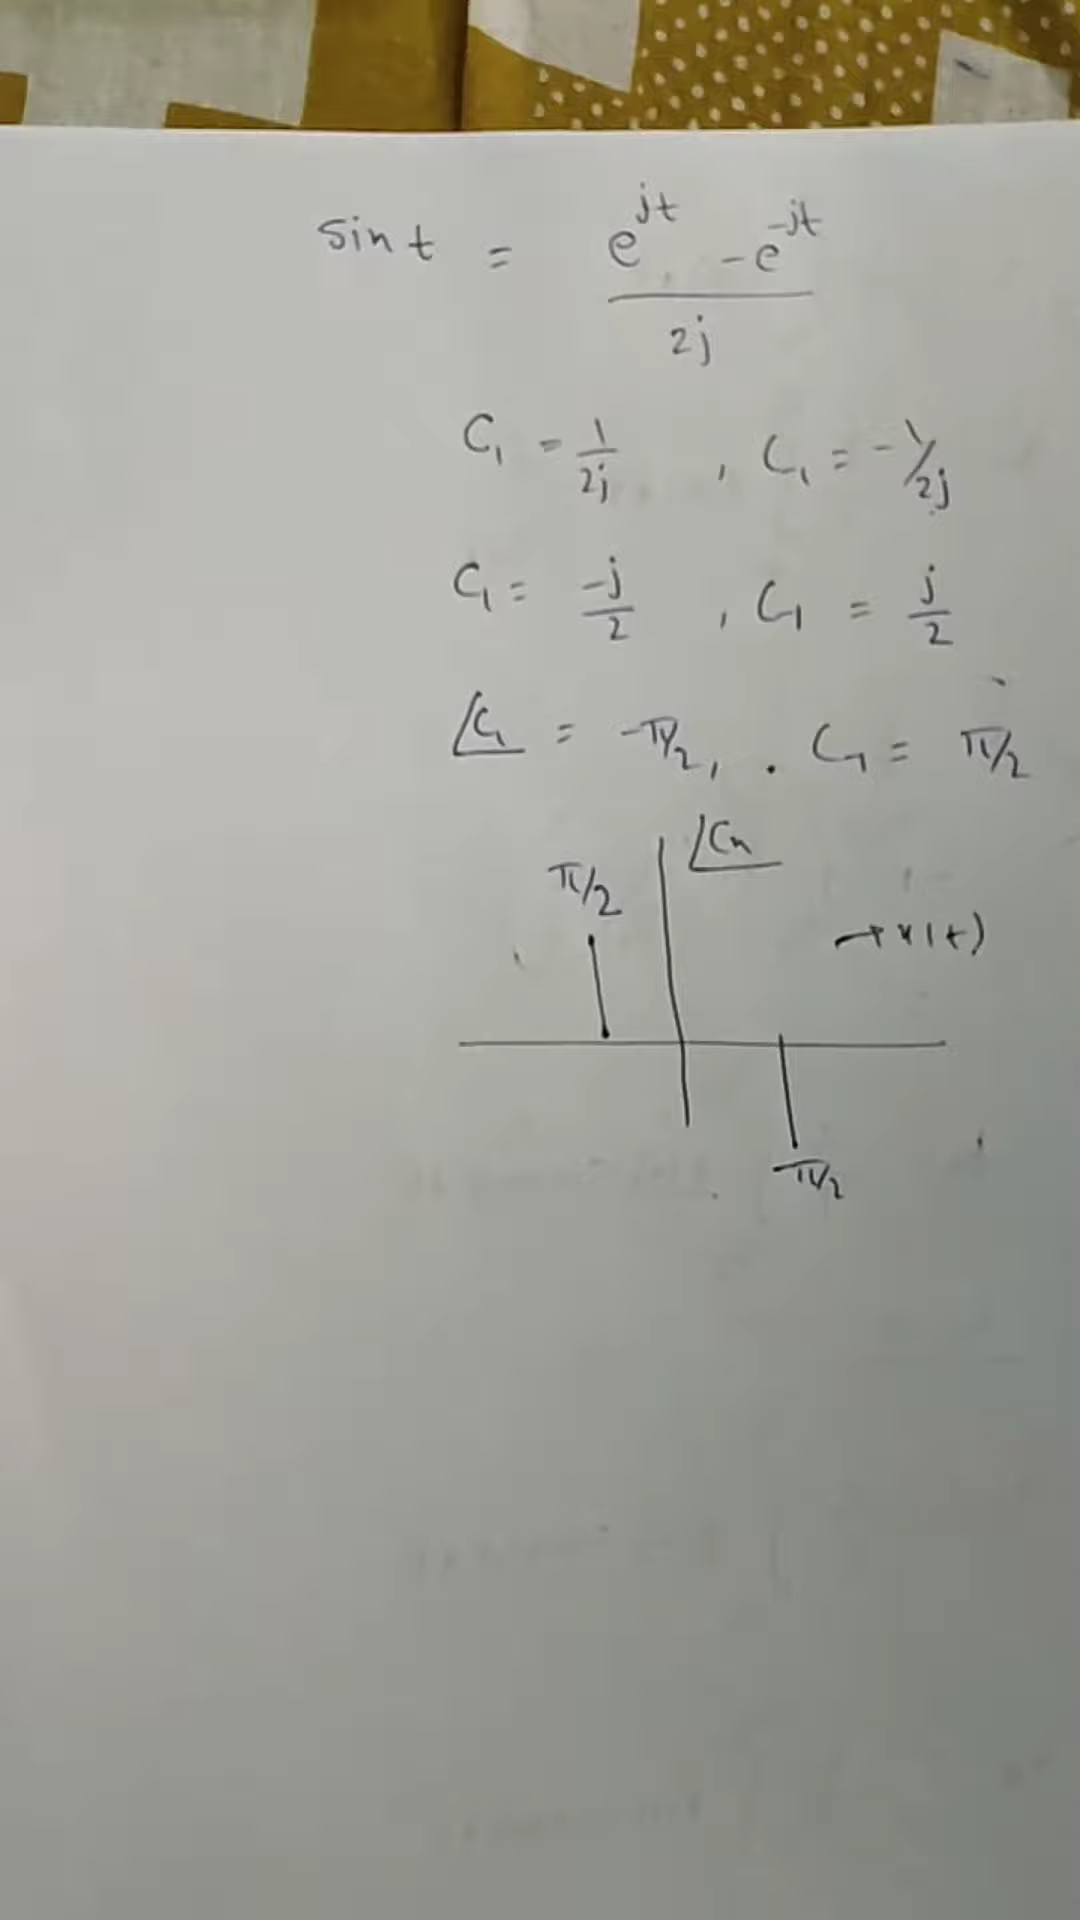 sin t = (e^jt - e^-jt) / 2j
C₁ = 1/2j , C₁ = -1/2j
C₁ = -j/2 , C₁ = j/2
∠C₁ = -π/2, . C₁ = π/2
∠Cn
π/2
→ x(t)
-π/2